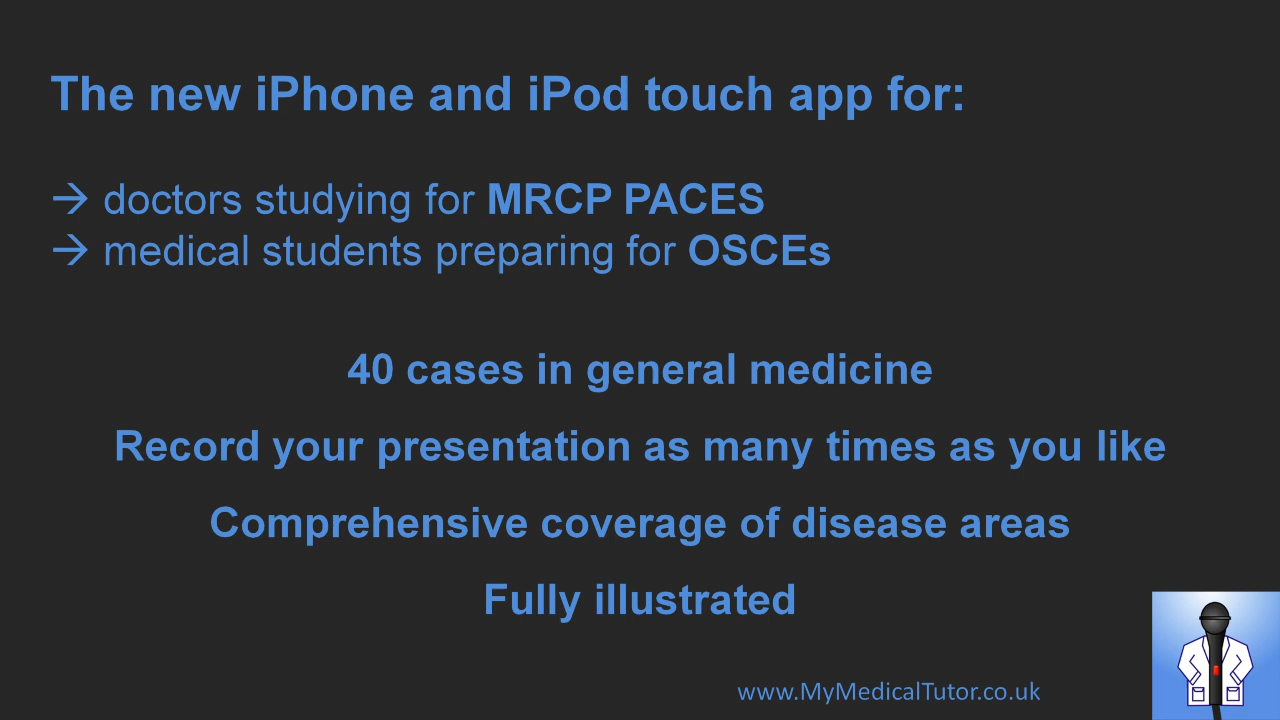 The new iPhone and iPod touch app for:
→ doctors studying for MRCP PACES
→ medical students preparing for OSCEs
40 cases in general medicine
Record your presentation as many times as you like
Comprehensive coverage of disease areas
Fully illustrated
www.MyMedicalTutor.co.uk